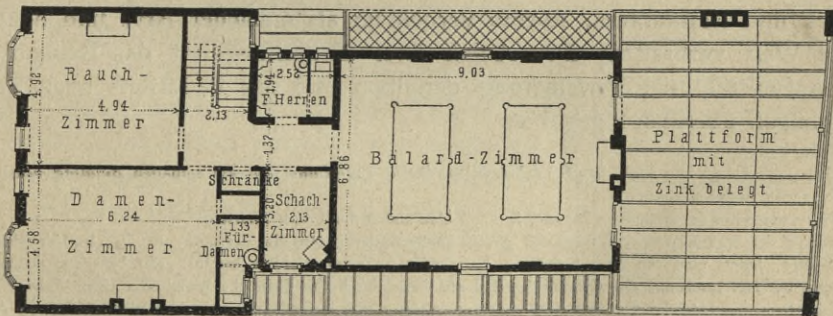 Rauch-
4,92
4,94
Zimmer
2,13
2,52
1,94
F. Herren
1,37
9,03
6,86
Balard-Zimmer
Plattform
mit
Zink belegt
Damen-
6,24
Zimmer
4,58
Schränke
3,20
Schach-
2,13
Zimmer
1,33
Für-
Damen